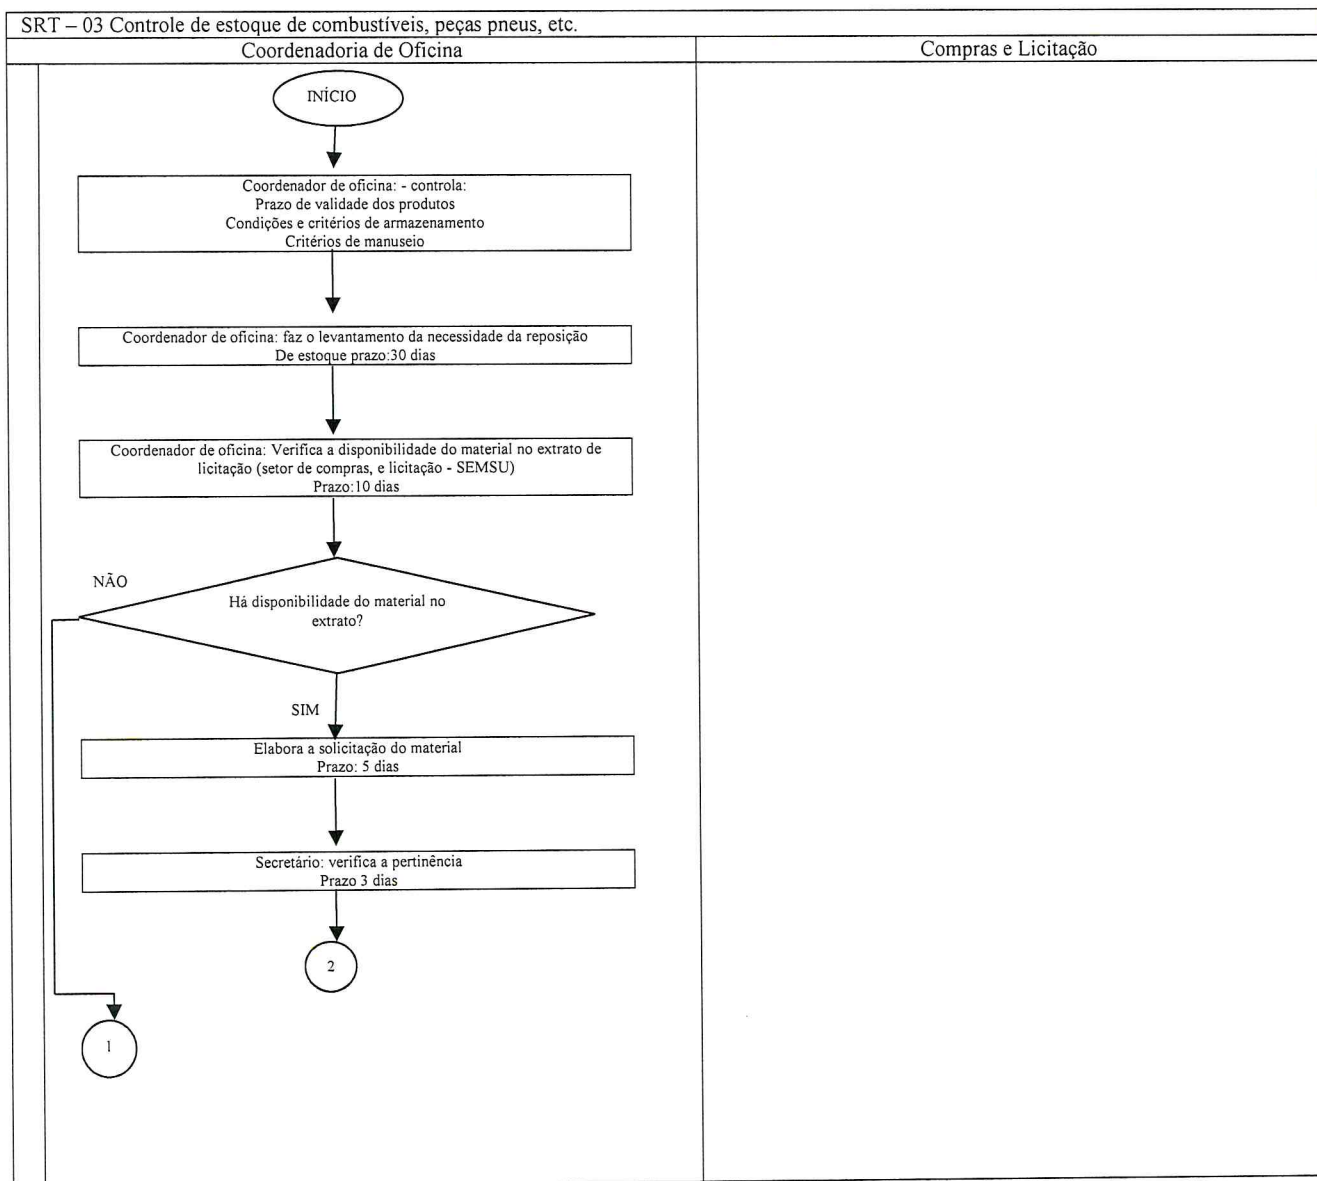 SRT – 03 Controle de estoque de combustíveis, peças pneus, etc.
Coordenadoria de Oficina
Compras e Licitação
INÍCIO
Coordenador de oficina: - controla:
Prazo de validade dos produtos
Condições e critérios de armazenamento
Critérios de manuseio
Coordenador de oficina: faz o levantamento da necessidade da reposição
De estoque prazo:30 dias
Coordenador de oficina: Verifica a disponibilidade do material no extrato de
licitação (setor de compras, e licitação - SEMSU)
Prazo:10 dias
NÃO
Há disponibilidade do material no
extrato?
SIM
Elabora a solicitação do material
Prazo: 5 dias
Secretário: verifica a pertinência
Prazo 3 dias
2
1